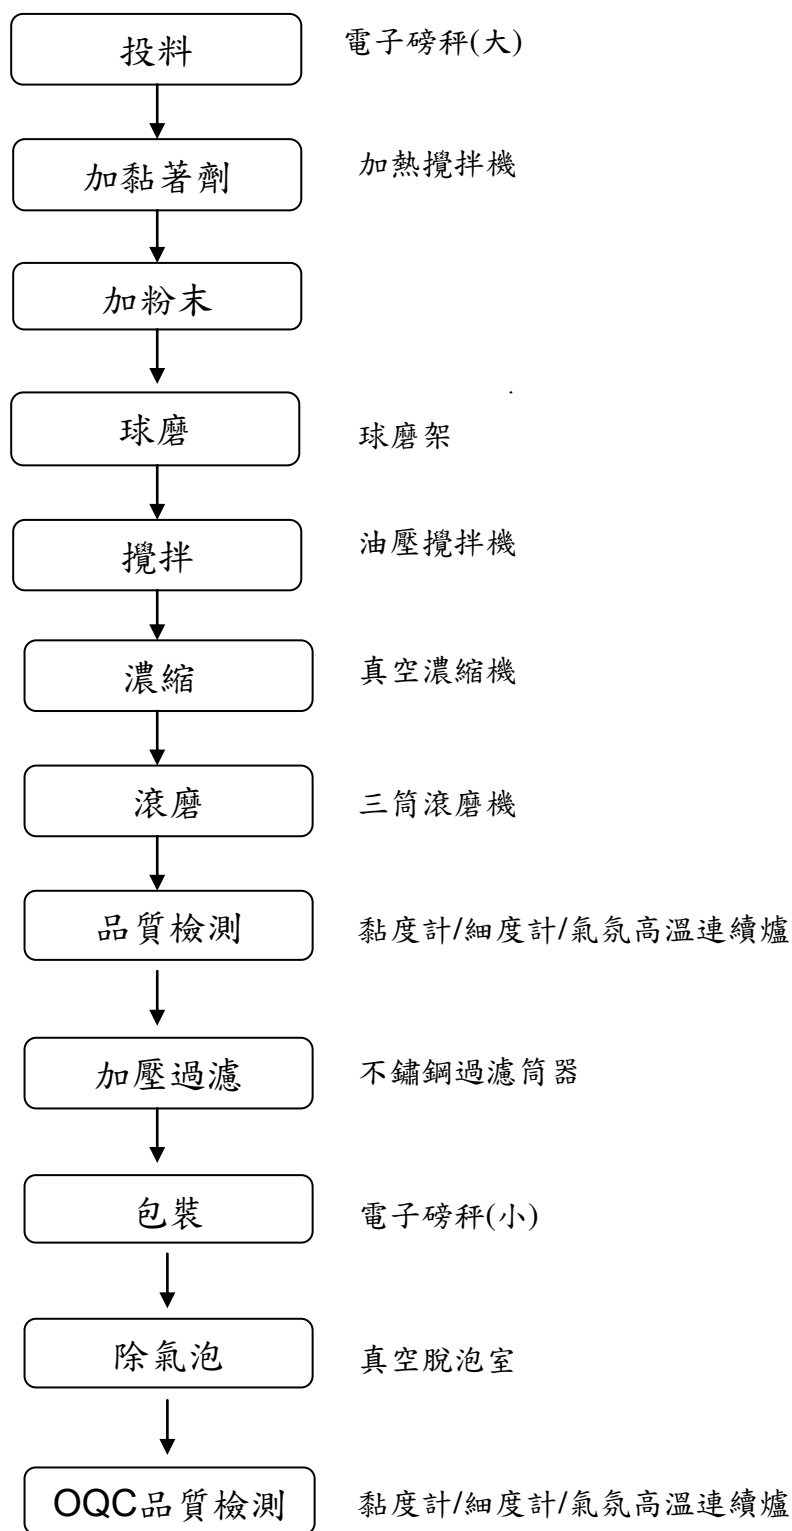 投料 電子磅秤(大)
加黏著劑 加熱攪拌機
加粉末
球磨 球磨架
攪拌 油壓攪拌機
濃縮 真空濃縮機
滾磨 三筒滾磨機
品質檢測 黏度計/細度計/氣氛高溫連續爐
加壓過濾 不鏽鋼過濾筒器
包裝 電子磅秤(小)
除氣泡 真空脫泡室
OQC品質檢測 黏度計/細度計/氣氛高溫連續爐